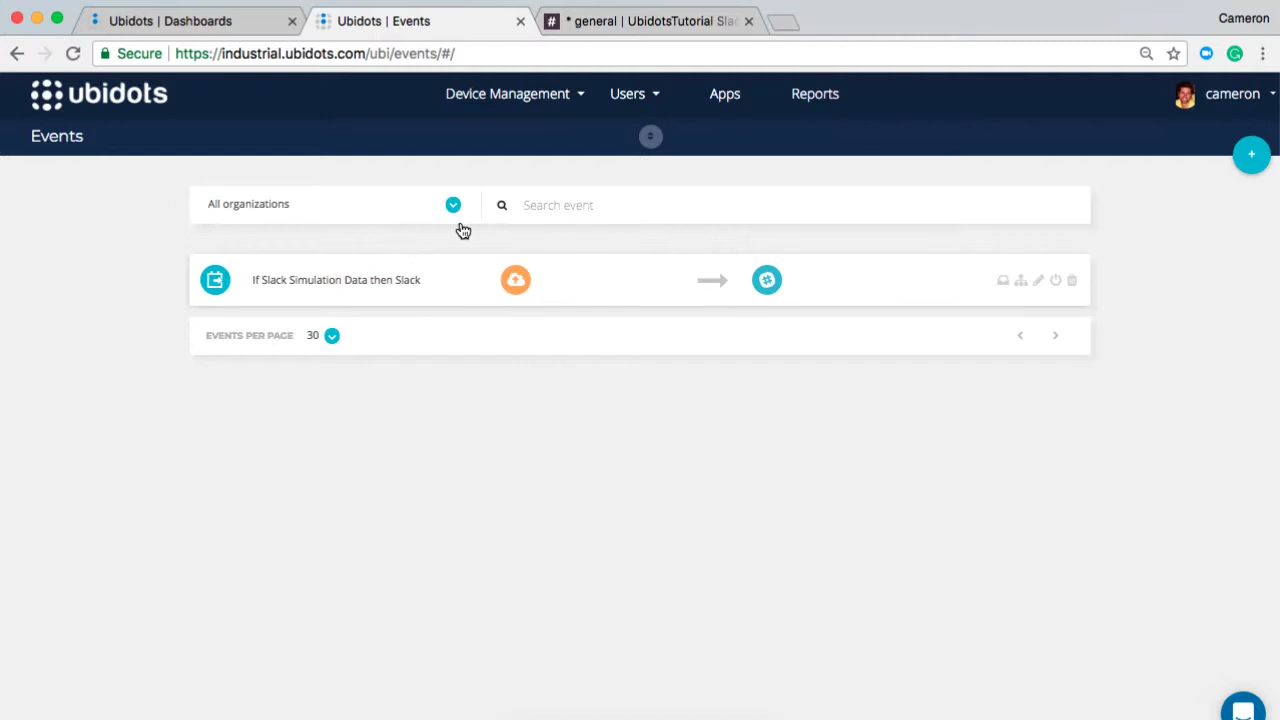 Ubidots | Dashboards
Ubidots | Events
* general | UbidotsTutorial Slac
Cameron
Secure | https://industrial.ubidots.com/ubi/events/#/
ubidots
Device Management
Users
Apps
Reports
cameron
Events
All organizations
Search event
If Slack Simulation Data then Slack
EVENTS PER PAGE 30